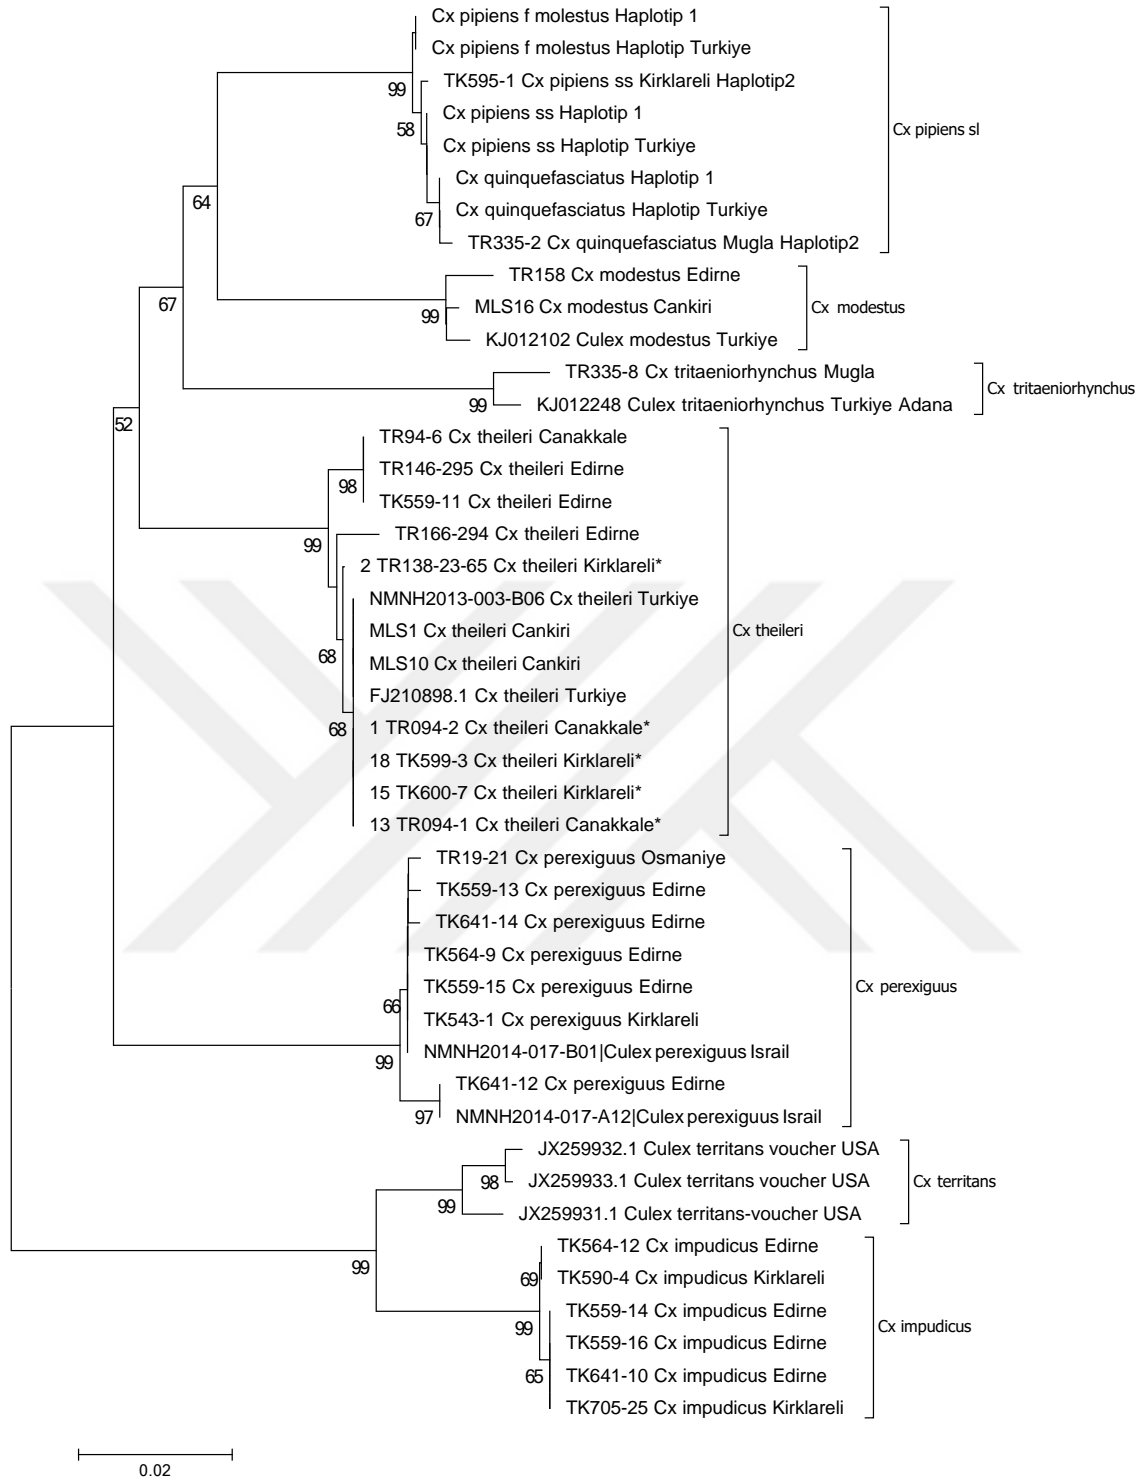 Cx pipiens f molestus Haplotip 1
Cx pipiens f molestus Haplotip Turkiye
TK595-1 Cx pipiens ss Kirklareli Haplotip2
Cx pipiens ss Haplotip 1
Cx pipiens ss Haplotip Turkiye
Cx quinquefasciatus Haplotip 1
Cx quinquefasciatus Haplotip Turkiye
TR335-2 Cx quinquefasciatus Mugla Haplotip2
Cx pipiens sl
99
58
67
64
TR158 Cx modestus Edirne
MLS16 Cx modestus Cankiri
KJ012102 Culex modestus Turkiye
Cx modestus
99
67
TR335-8 Cx tritaeniorhynchus Mugla
KJ012248 Culex tritaeniorhynchus Turkiye Adana
Cx tritaeniorhynchus
99
52
TR94-6 Cx theileri Canakkale
TR146-295 Cx theileri Edirne
TK559-11 Cx theileri Edirne
TR166-294 Cx theileri Edirne
2 TR138-23-65 Cx theileri Kirklareli*
NMNH2013-003-B06 Cx theileri Turkiye
MLS1 Cx theileri Cankiri
MLS10 Cx theileri Cankiri
FJ210898.1 Cx theileri Turkiye
1 TR094-2 Cx theileri Canakkale*
18 TK599-3 Cx theileri Kirklareli*
15 TK600-7 Cx theileri Kirklareli*
13 TR094-1 Cx theileri Canakkale*
Cx theileri
98
99
68
68
TR19-21 Cx perexiguus Osmaniye
TK559-13 Cx perexiguus Edirne
TK641-14 Cx perexiguus Edirne
TK564-9 Cx perexiguus Edirne
TK559-15 Cx perexiguus Edirne
TK543-1 Cx perexiguus Kirklareli
NMNH2014-017-B01|Culex perexiguus Israil
TK641-12 Cx perexiguus Edirne
NMNH2014-017-A12|Culex perexiguus Israil
Cx perexiguus
66
99
97
JX259932.1 Culex territans voucher USA
JX259933.1 Culex territans voucher USA
JX259931.1 Culex territans-voucher USA
Cx territans
98
99
99
TK564-12 Cx impudicus Edirne
TK590-4 Cx impudicus Kirklareli
TK559-14 Cx impudicus Edirne
TK559-16 Cx impudicus Edirne
TK641-10 Cx impudicus Edirne
TK705-25 Cx impudicus Kirklareli
Cx impudicus
69
99
65
0.02